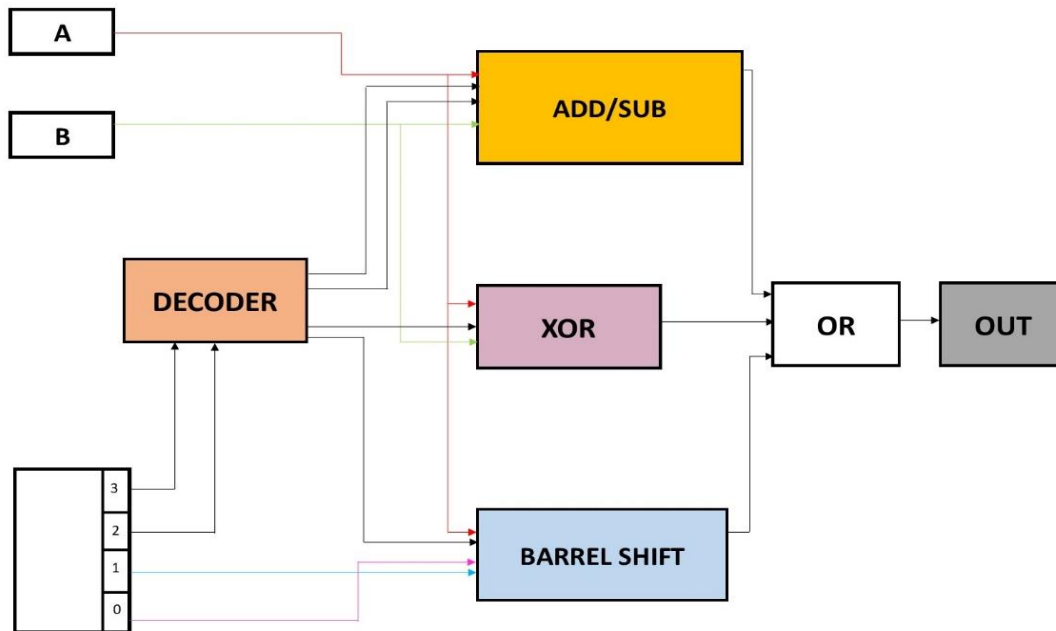 A
ADD/SUB
B
DECODER
XOR
OR
OUT
3
2
1
0
BARREL SHIFT